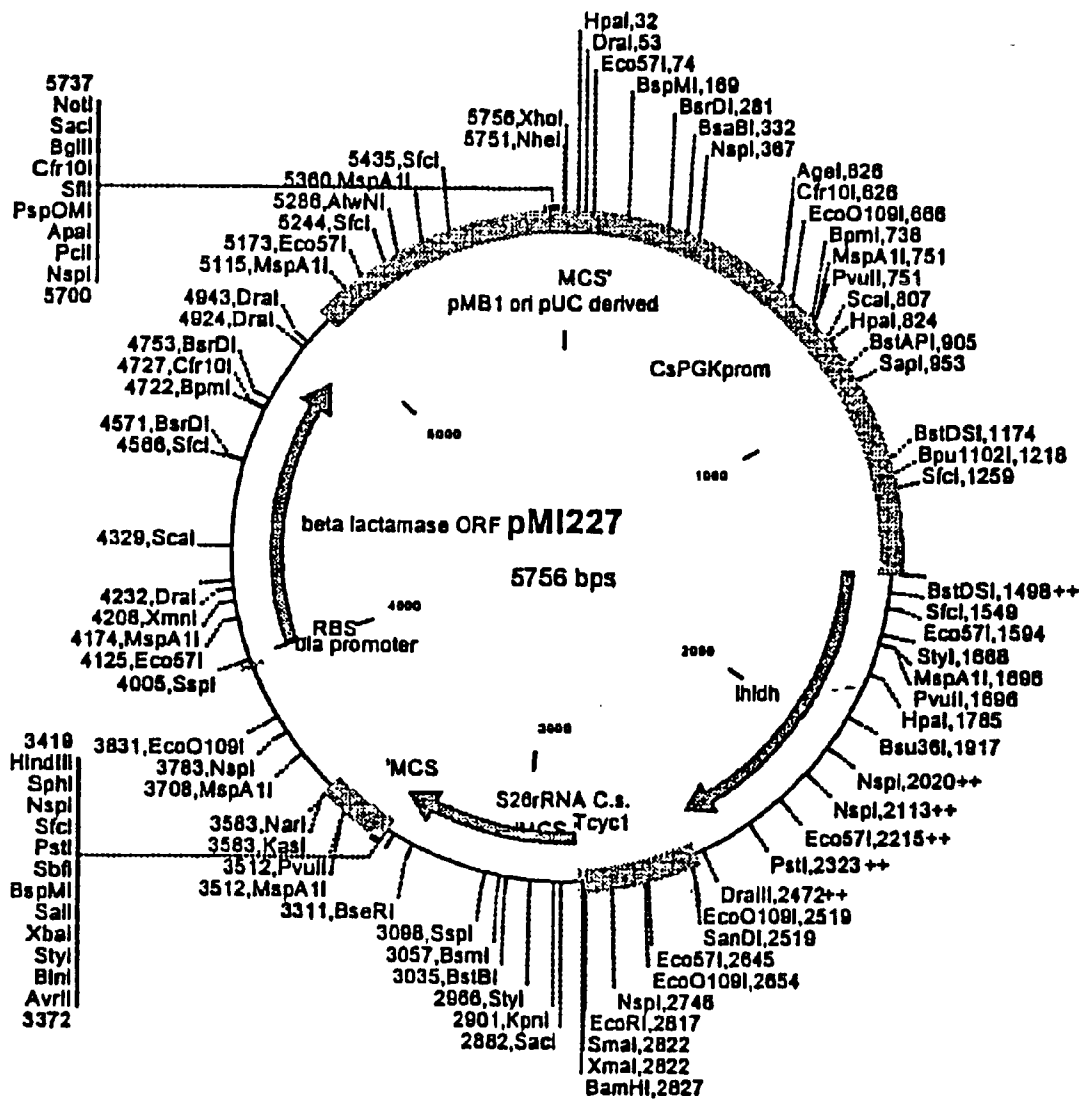 HpaI,32
DraI,53
Eco57I,74
BspMI,169
BsrDI,281
BsaBI,332
NspI,367
AgeI,626
Cfr10I,626
EcoO109I,666
BpmI,738
MspA1I,751
PvuII,751
ScaI,807
HpaI,824
BstAPI,905
SapI,953
BstDSI,1174
Bpu1102I,1218
SfcI,1259
BstDSI,1498++
SfcI,1549
Eco57I,1594
StyI,1668
MspA1I,1696
PvuII,1696
HpaI,1785
Bsu36I,1917
NspI,2020++
NspI,2113++
Eco57I,2215++
PstI,2323++
DraIII,2472++
EcoO109I,2519
SanDI,2519
Eco57I,2645
EcoO109I,2654
NspI,2746
EcoRI,2817
SmaI,2822
XmaI,2822
BamHI,2827
2882,SacI
2901,KpnI
2966,StyI
3035,BstBI
3057,BsmI
3098,SspI
3311,BseRI
3512,MspA1I
3512,PvuII
3583,KasI
3583,NarI
3708,MspA1I
3783,NspI
3831,EcoO109I
3419
HindIII
SphI
NspI
SfcI
PstI
SbfI
BspMI
SalI
XbaI
StyI
BlnI
AvrII
3372
4005,SspI
4125,Eco57I
4174,MspA1I
4208,XmnI
4232,DraI
4329,ScaI
4566,SfcI
4571,BsrDI
4722,BpmI
4727,Cfr10I
4753,BsrDI
4924,DraI
4943,DraI
5115,MspA1I
5173,Eco57I
5244,SfcI
5286,AlwNI
5360,MspA1I
5435,SfcI
5737
NotI
SacI
BglII
Cfr10I
SfiI
PspOMI
ApaI
PciI
NspI
5700
5751,NheI
5756,XhoI
MCS'
pMB1 ori pUC derived
CsPGKprom
1000
2000
3000
4000
5000
beta lactamase ORF
pMI227
5756 bps
RBS
bla promoter
lhldh
'MCS
S26rRNA C.s.
Tcyc1